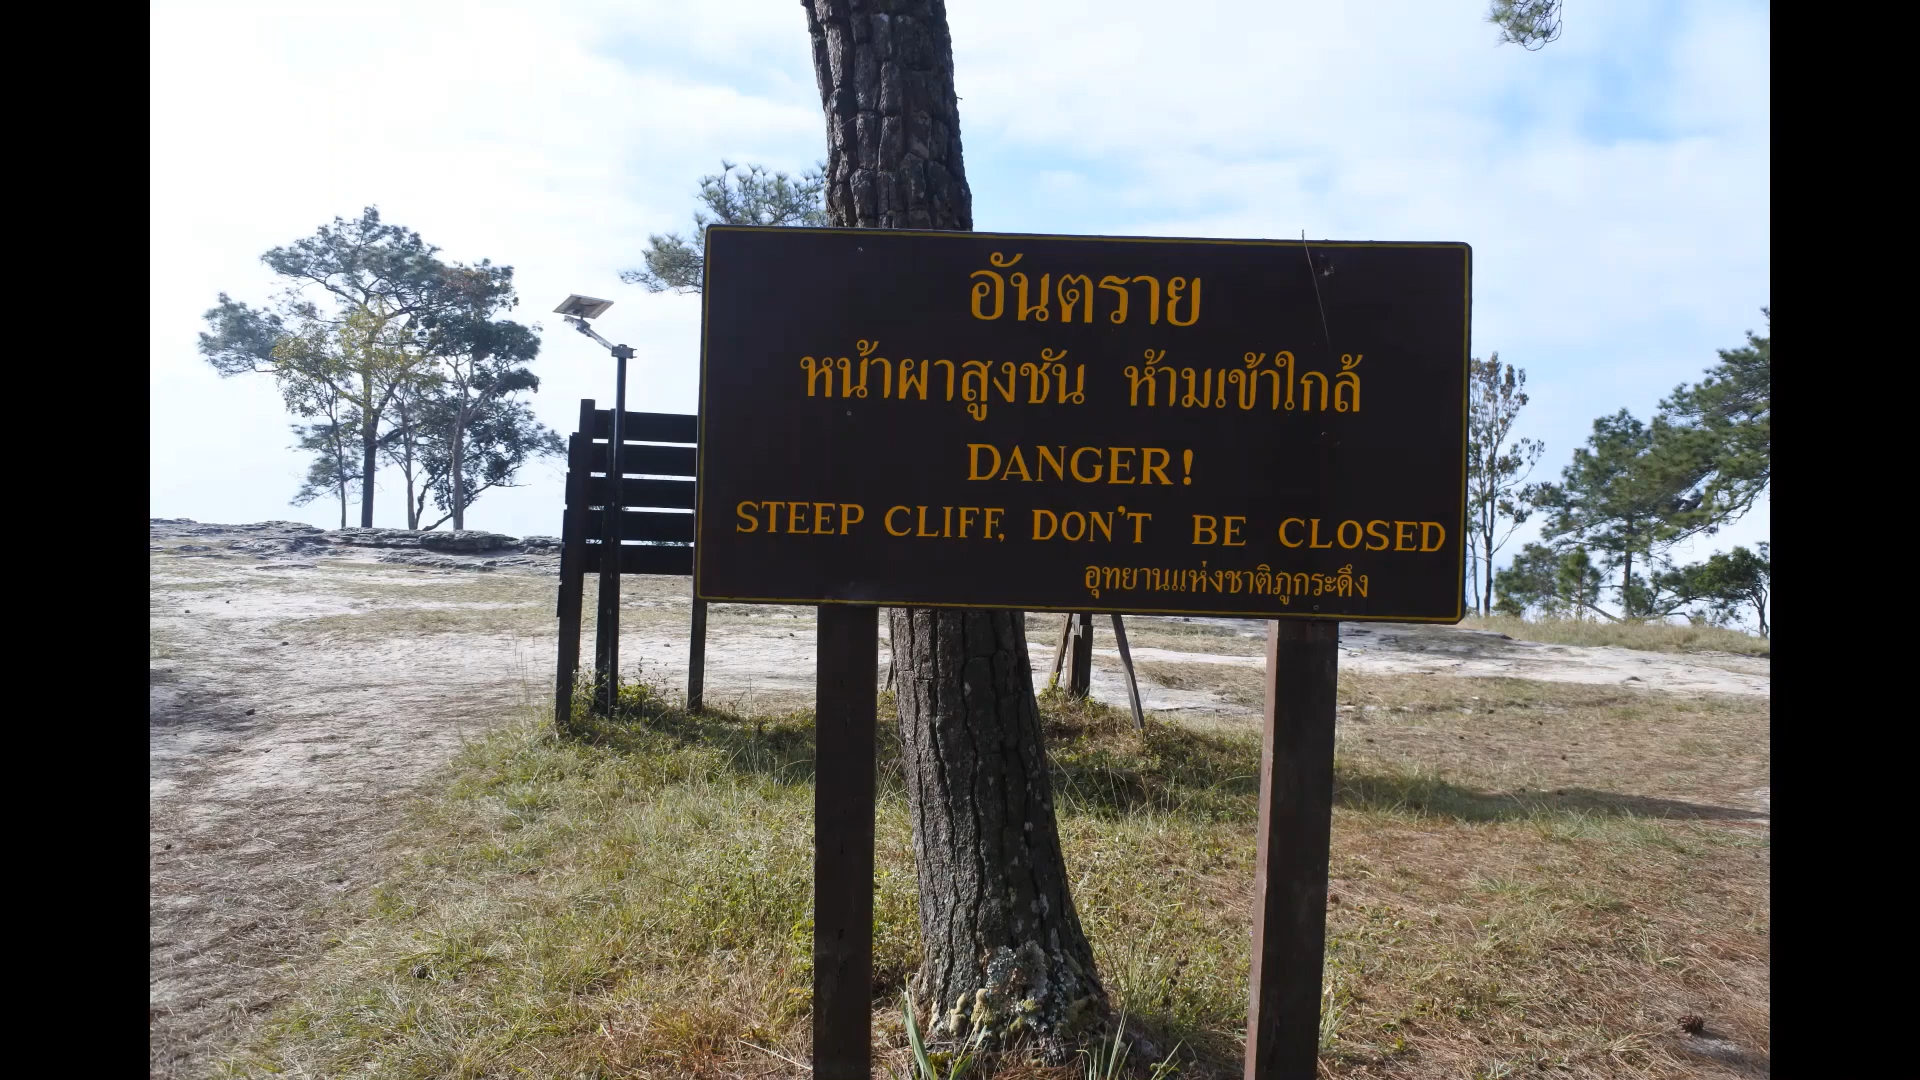 อันตราย
หน้าผาสูงชัน ห้ามเข้าใกล้
DANGER!
STEEP CLIFF, DON'T BE CLOSED
อุทยานแห่งชาติภูกระดึง